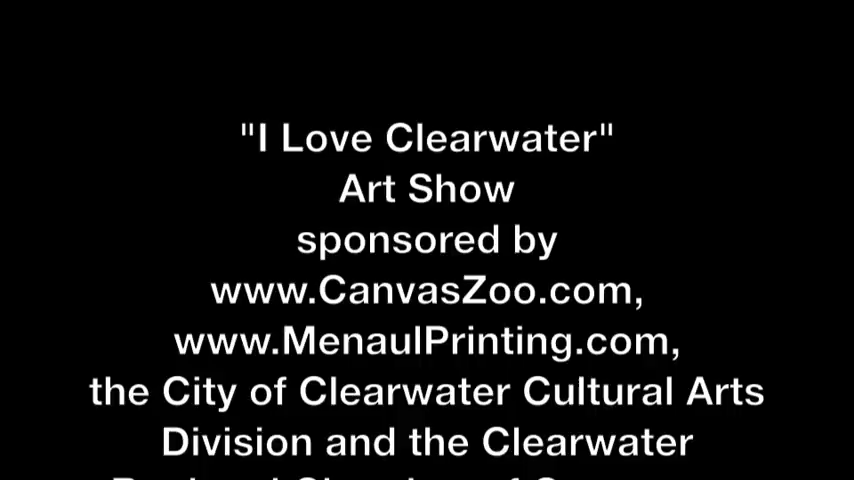 "I Love Clearwater"
Art Show
sponsored by
www.CanvasZoo.com,
www.MenaulPrinting.com,
the City of Clearwater Cultural Arts
Division and the Clearwater